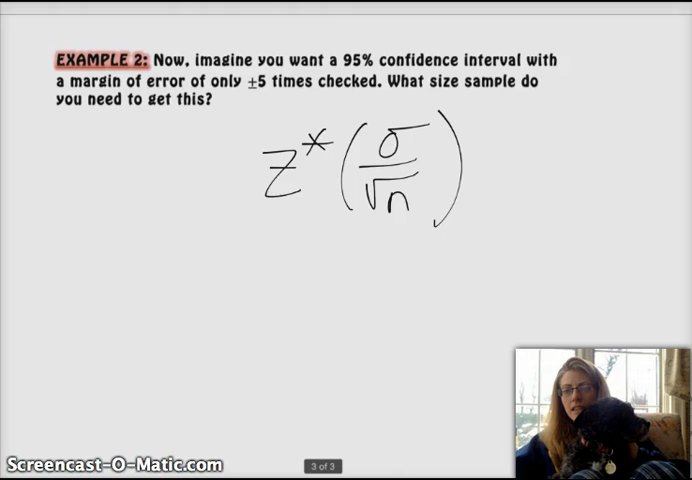 EXAMPLE 2: Now, imagine you want a 95% confidence interval with
a margin of error of only ±5 times checked. What size sample do
you need to get this?
z*(σ/√n)
Screencast-O-Matic.com
3 of 3